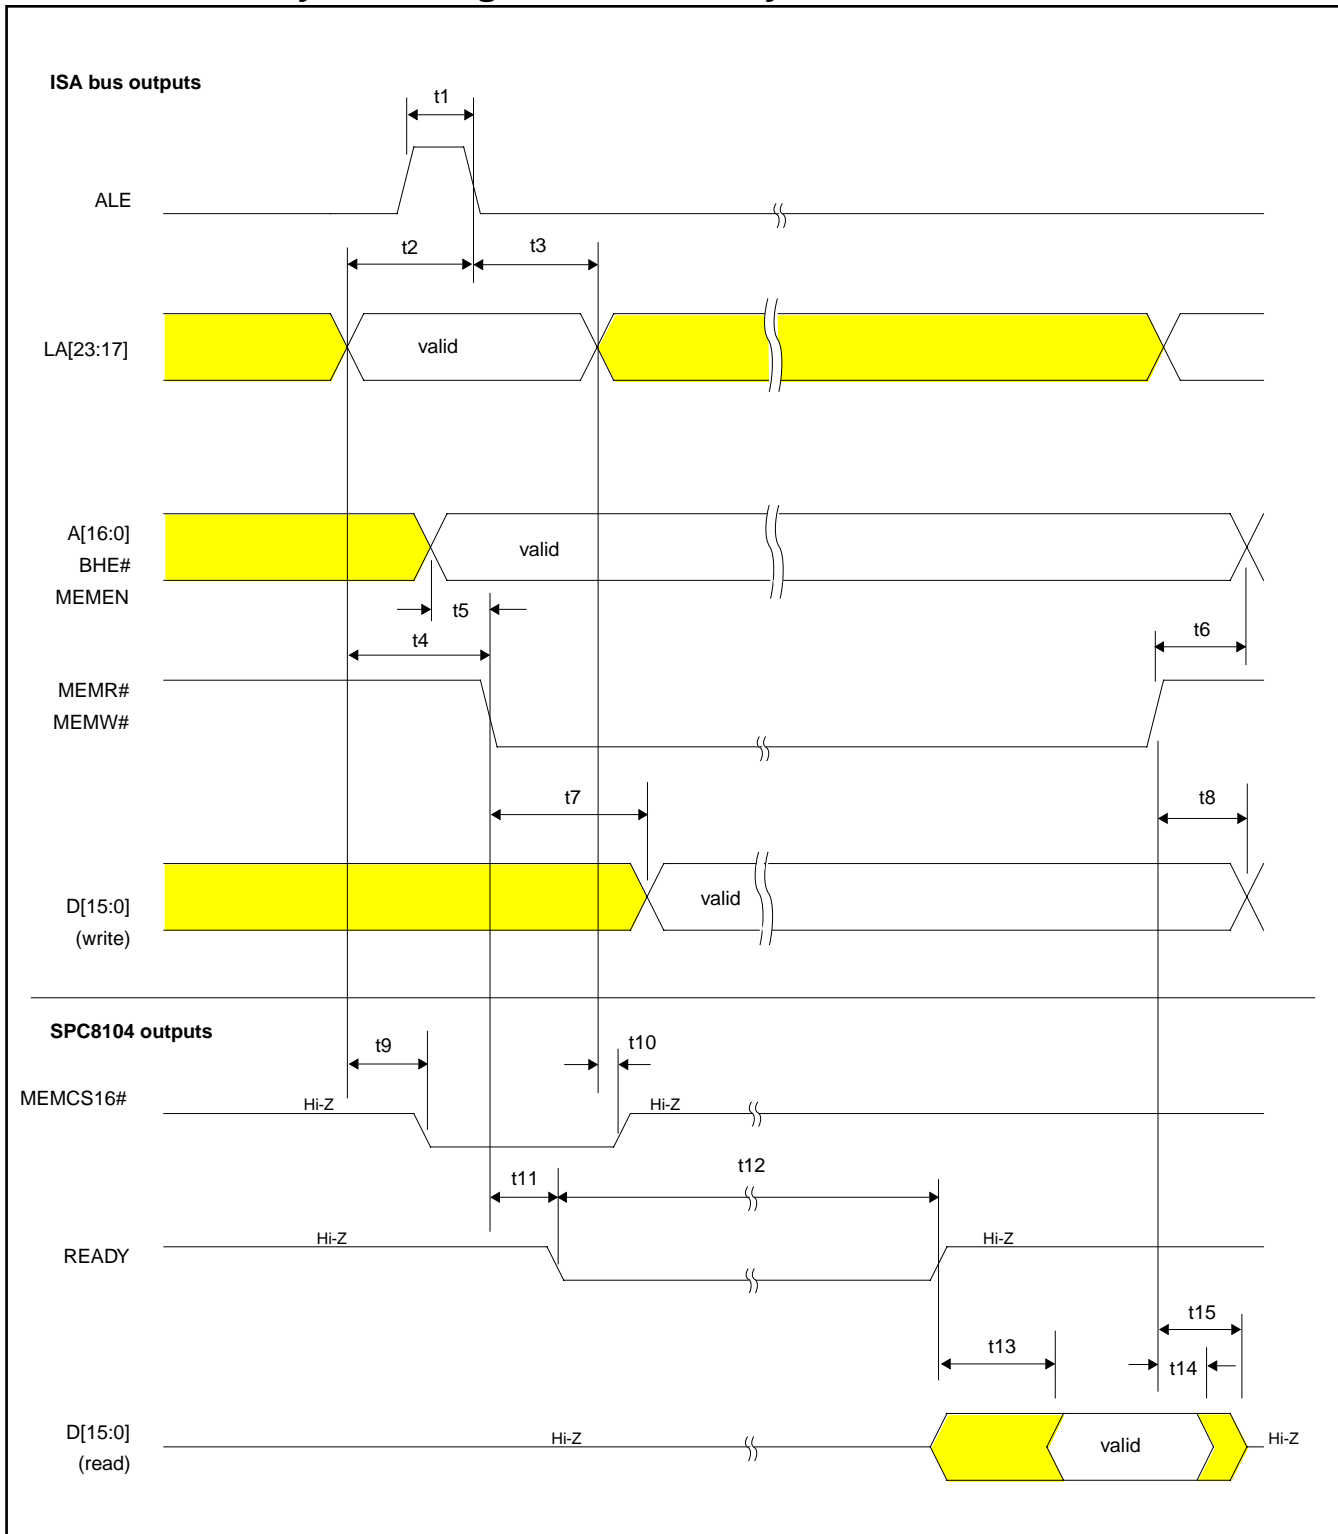 ISA bus outputs
t1
ALE
t2
t3
LA[23:17]
valid
A[16:0]
BHE#
MEMEN
valid
t5
t4
t6
MEMR#
MEMW#
t7
t8
D[15:0]
(write)
valid
SPC8104 outputs
t9
t10
MEMCS16#
Hi-Z
Hi-Z
t11
t12
READY
Hi-Z
Hi-Z
t15
t13
t14
D[15:0]
(read)
Hi-Z
valid
Hi-Z